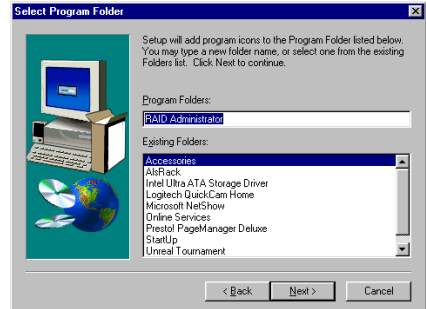 Select Program Folder
Setup will add program icons to the Program Folder listed below.
You may type a new folder name, or select one from the existing
Folders list. Click Next to continue.
Program Folders:
RAID Administrator
Existing Folders:
Accessories
AlsRack
Intel Ultra ATA Storage Driver
Logitech QuickCam Home
Microsoft NetShow
Online Services
Presto! PageManager Deluxe
StartUp
Unreal Tournament
< Back
Next >
Cancel